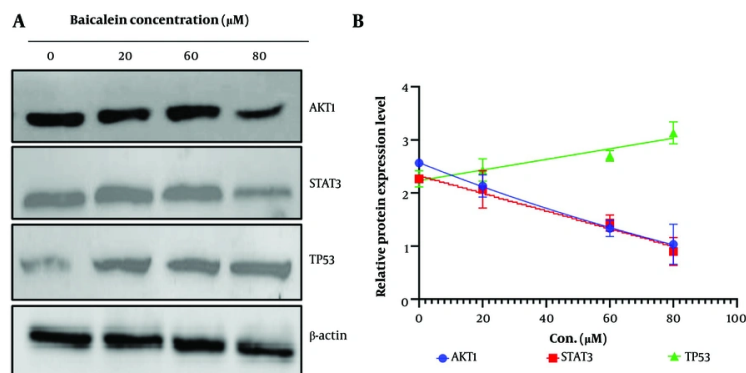 A
Baicalein concentration (μM)
0 20 60 80
AKT1
STAT3
TP53
β-actin
B
Relative protein expression level
4
3
2
1
0
0 20 40 60 80 100
Con. (μM)
AKT1 STAT3 TP53